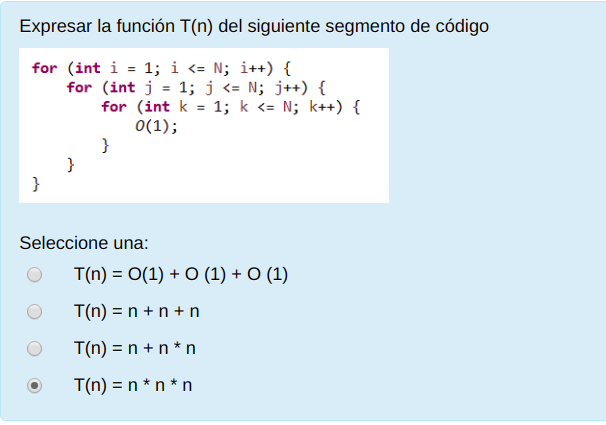 Expresar la función T(n) del siguiente segmento de código
for (int i = 1; i <= N; i++) {
for (int j = 1; j <= N; j++) {
for (int k = 1; k <= N; k++) {
O(1);
}
}
}
Seleccione una:
T(n) = O(1) + O (1) + O (1)
T(n) = n + n + n
T(n) = n + n * n
T(n) = n * n * n